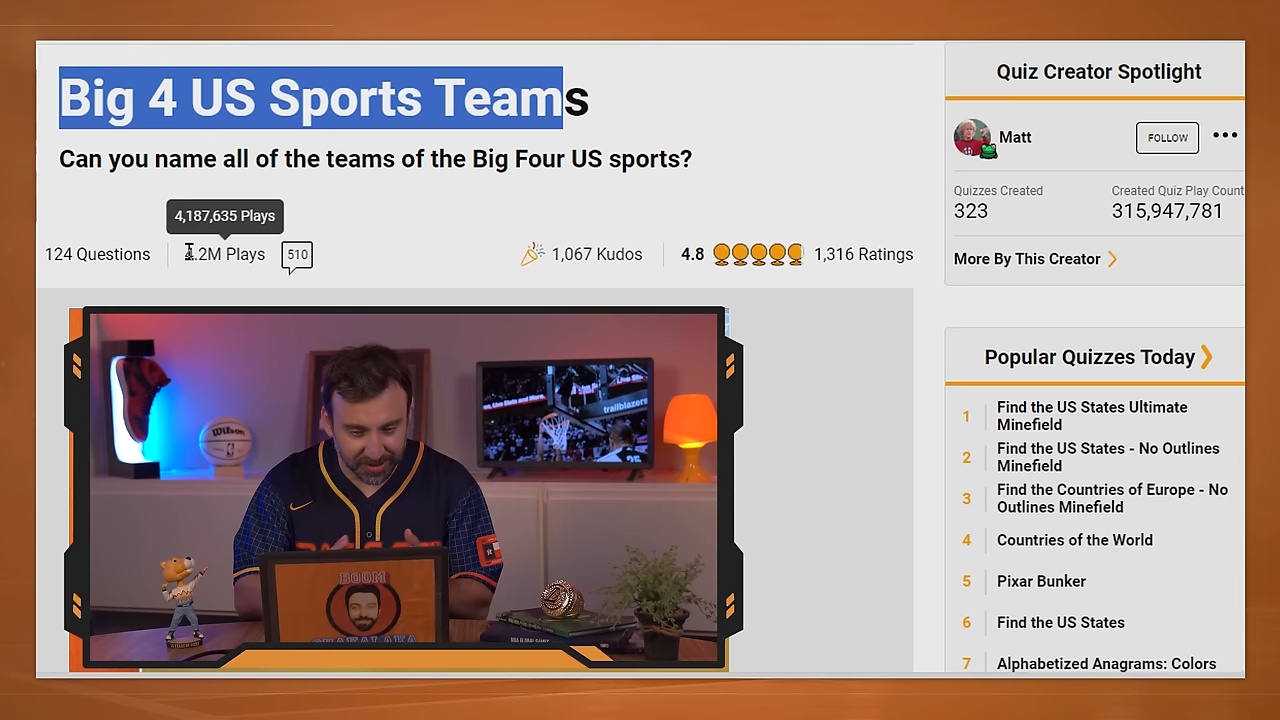 Big 4 US Sports Teams
Can you name all of the teams of the Big Four US sports?
4,187,635 Plays
124 Questions
.2M Plays
510
1,067 Kudos
4.8
1,316 Ratings
Quiz Creator Spotlight
Matt
FOLLOW
Quizzes Created
323
Created Quiz Play Count
315,947,781
More By This Creator
Popular Quizzes Today
1 Find the US States Ultimate
Minefield
2 Find the US States - No Outlines
Minefield
3 Find the Countries of Europe - No
Outlines Minefield
4 Countries of the World
5 Pixar Bunker
6 Find the US States
7 Alphabetized Anagrams: Colors
Wilson
trailblazers
BOOM